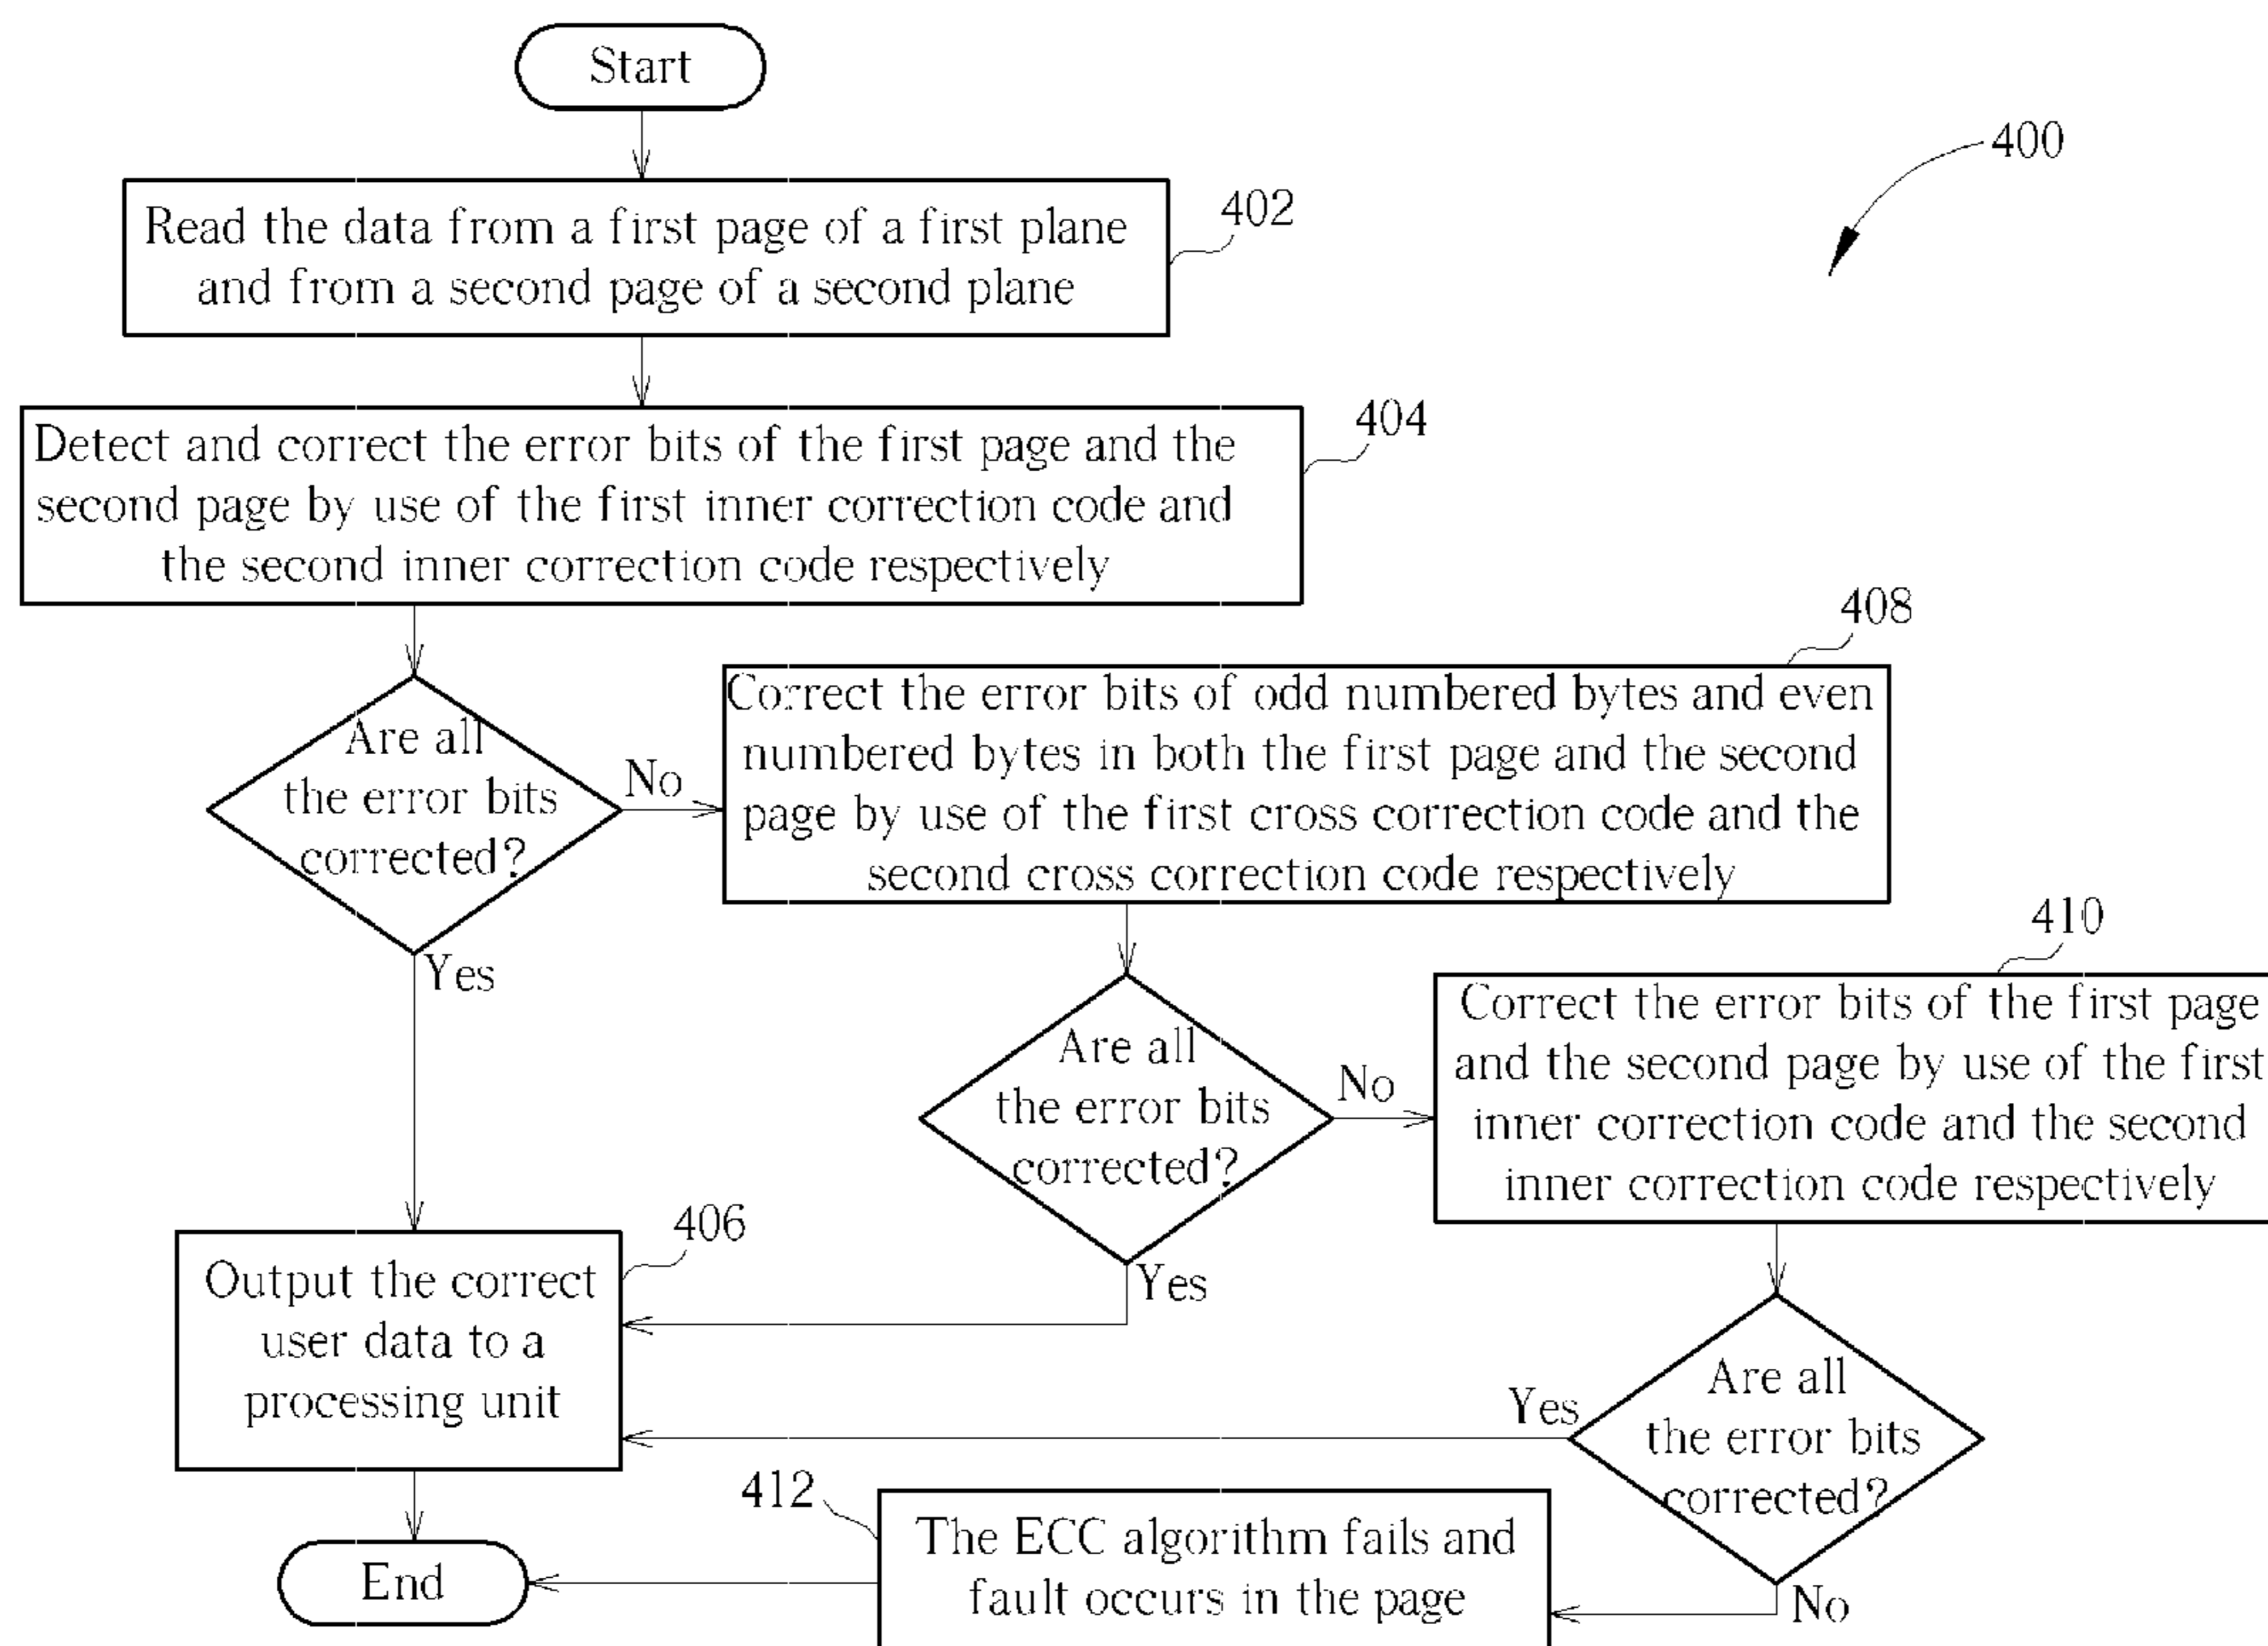 Start
400
Read the data from a first page of a first plane
and from a second page of a second plane
402
Detect and correct the error bits of the first page and the
second page by use of the first inner correction code and
the second inner correction code respectively
404
Are all
the error bits
corrected?
No
Yes
408
Correct the error bits of odd numbered bytes and even
numbered bytes in both the first page and the second
page by use of the first cross correction code and the
second cross correction code respectively
Are all
the error bits
corrected?
No
Yes
410
Correct the error bits of the first page
and the second page by use of the first
inner correction code and the second
inner correction code respectively
Are all
the error bits
corrected?
Yes
No
406
Output the correct
user data to a
processing unit
412
The ECC algorithm fails and
fault occurs in the page
End